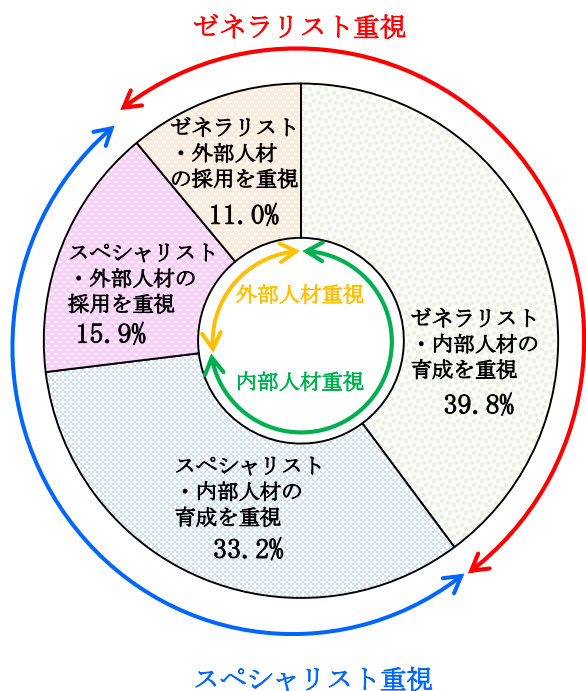 ゼネラリスト重視
ゼネラリスト
・外部人材
の採用を重視
11.0%
スペシャリスト
・外部人材の
採用を重視
15.9%
外部人材重視
ゼネラリスト
・内部人材の
育成を重視
39.8%
内部人材重視
スペシャリスト
・内部人材の
育成を重視
33.2%
スペシャリスト重視